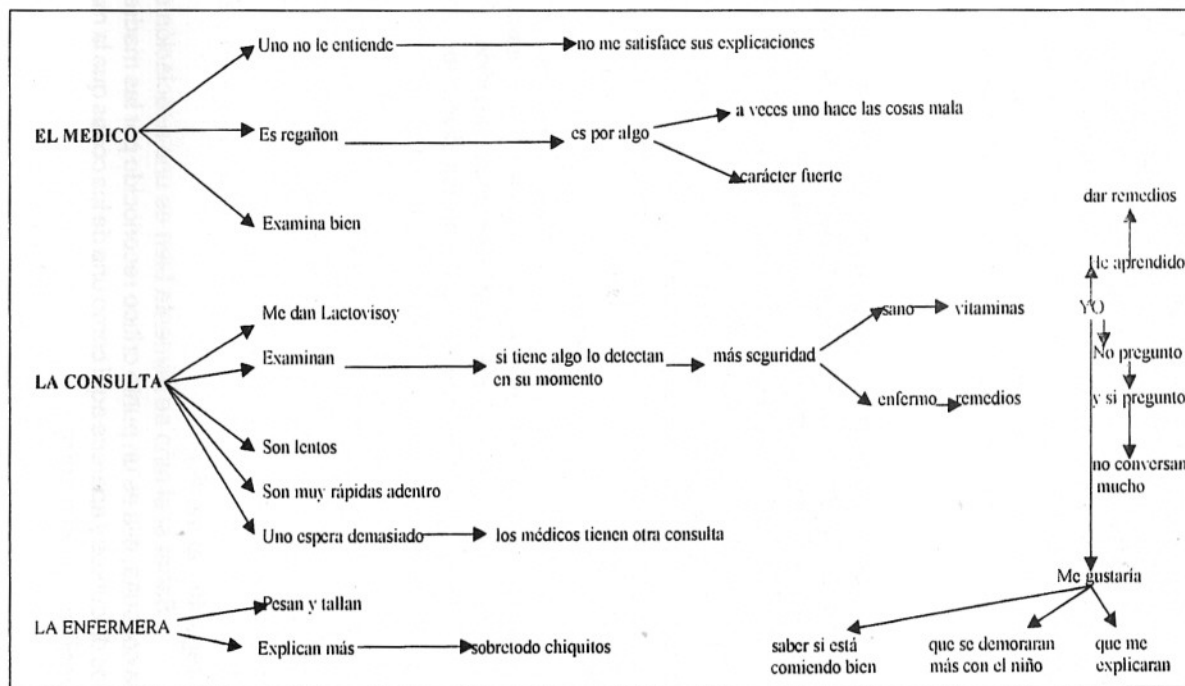 Uno no le entiende
no me satisface sus explicaciones
EL MEDICO
Es regañon
es por algo
a veces uno hace las cosas mala
carácter fuerte
Examina bien
dar remedios
He aprendido
YO
No pregunto
y si pregunto
no conversan
mucho
Me dan Lactovisoy
LA CONSULTA
Examinan
si tiene algo lo detectan
en su momento
más seguridad
sano
vitaminas
enfermo
remedios
Son lentos
Son muy rápidas adentro
Uno espera demasiado
los médicos tienen otra consulta
LA ENFERMERA
Pesan y tallan
Explican más
sobretodo chiquitos
Me gustaría
saber si está
comiendo bien
que se demoraran
más con el niño
que me
explicaran